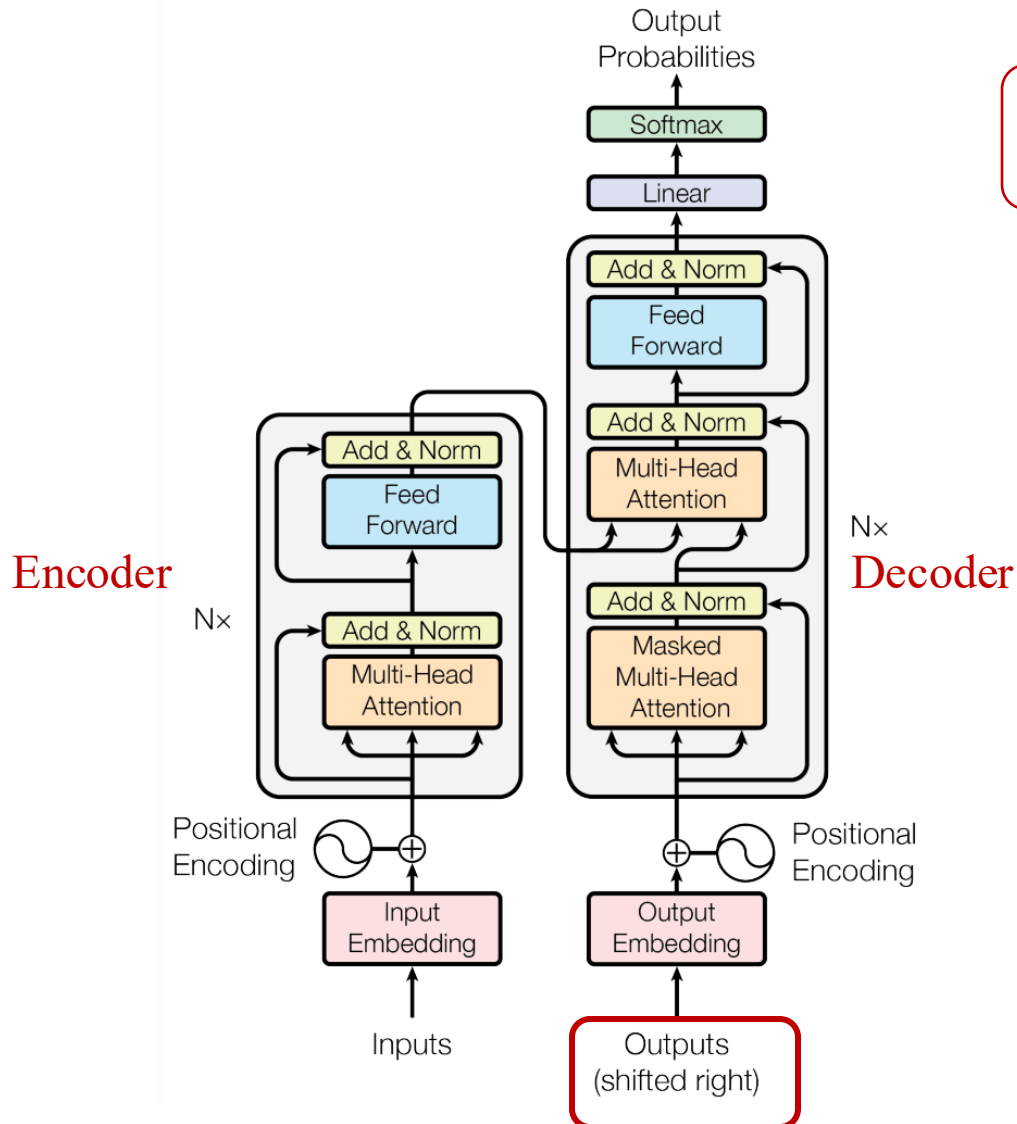 Output
Probabilities
Softmax
Linear
Add & Norm
Feed
Forward
Add & Norm
Multi-Head
Attention
Add & Norm
Masked
Multi-Head
Attention
Nx
Decoder
Add & Norm
Feed
Forward
Add & Norm
Multi-Head
Attention
Encoder
Nx
Positional
Encoding
Positional
Encoding
Input
Embedding
Output
Embedding
Inputs
Outputs
(shifted right)